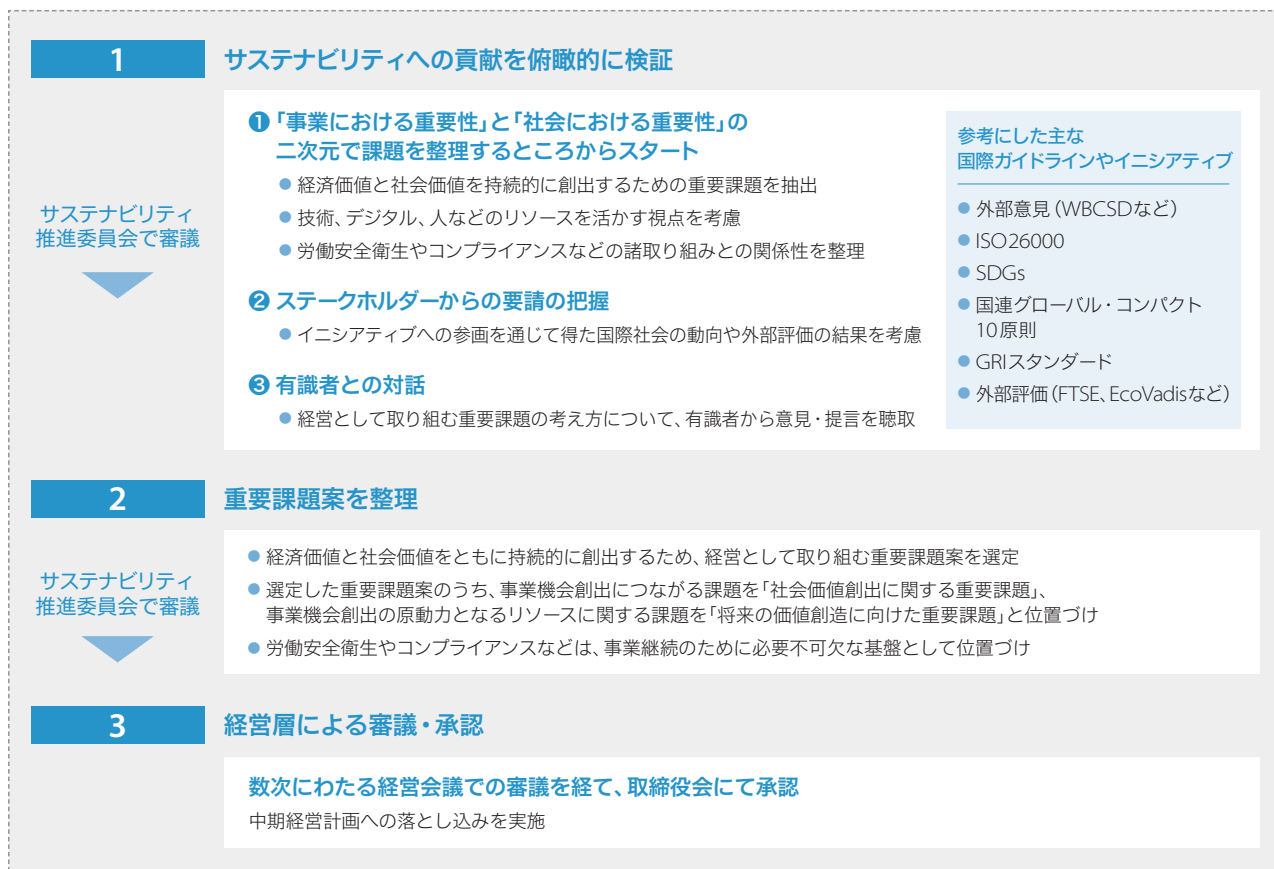 1
サステナビリティへの貢献を俯瞰的に検証
サステナビリティ
推進委員会で審議
❶「事業における重要性」と「社会における重要性」の
二次元で課題を整理するところからスタート
● 経済価値と社会価値を持続的に創出するための重要課題を抽出
● 技術、デジタル、人などのリソースを活かす視点を考慮
● 労働安全衛生やコンプライアンスなどの諸取り組みとの関係性を整理
❷ ステークホルダーからの要請の把握
● イニシアティブへの参画を通じて得た国際社会の動向や外部評価の結果を考慮
❸ 有識者との対話
● 経営として取り組む重要課題の考え方について、有識者から意見・提言を聴取
参考にした主な
国際ガイドラインやイニシアティブ
● 外部意見（WBCSDなど）
● ISO26000
● SDGs
● 国連グローバル・コンパクト
10原則
● GRIスタンダード
● 外部評価（FTSE、EcoVadisなど）
2
重要課題案を整理
サステナビリティ
推進委員会で審議
● 経済価値と社会価値をともに持続的に創出するため、経営として取り組む重要課題案を選定
● 選定した重要課題案のうち、事業機会創出につながる課題を「社会価値創出に関する重要課題」、
事業機会創出の原動力となるリソースに関する課題を「将来の価値創造に向けた重要課題」と位置づけ
● 労働安全衛生やコンプライアンスなどは、事業継続のために必要不可欠な基盤として位置づけ
3
経営層による審議・承認
数次にわたる経営会議での審議を経て、取締役会にて承認
中期経営計画への落とし込みを実施